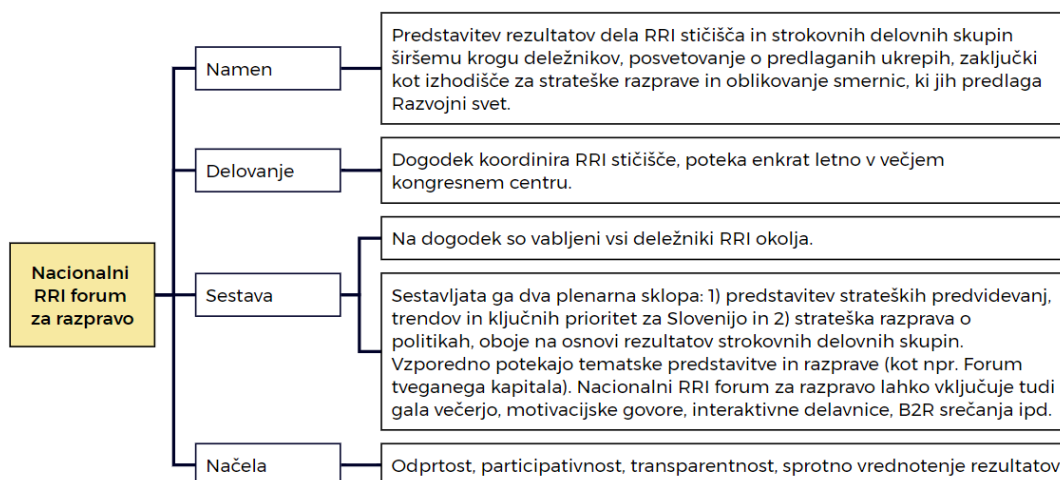 Nacionalni
RRI forum
za razpravo
Namen
Predstavitev rezultatov dela RRI stičišča in strokovnih delovnih skupin
širšemu krogu deležnikov, posvetovanje o predlaganih ukrepih, zaključki
kot izhodišče za strateške razprave in oblikovanje smernic, ki jih predlaga
Razvojni svet.
Delovanje
Dogodek koordinira RRI stičišče, poteka enkrat letno v večjem
kongresnem centru.
Sestava
Na dogodek so vabljeni vsi deležniki RRI okolja.
Sestavljata ga dva plenarna sklopa: 1) predstavitev strateških predvidevanj,
trendov in ključnih prioritet za Slovenijo in 2) strateška razprava o
politikah, oboje na osnovi rezultatov strokovnih delovnih skupin.
Vzporedno potekajo tematske predstavitve in razprave (kot npr. Forum
tveganega kapitala). Nacionalni RRI forum za razpravo lahko vključuje tudi
gala večerjo, motivacijske govore, interaktivne delavnice, B2R srečanja ipd.
Načela
Odprtost, participativnost, transparentnost, sprotno vrednotenje rezultatov